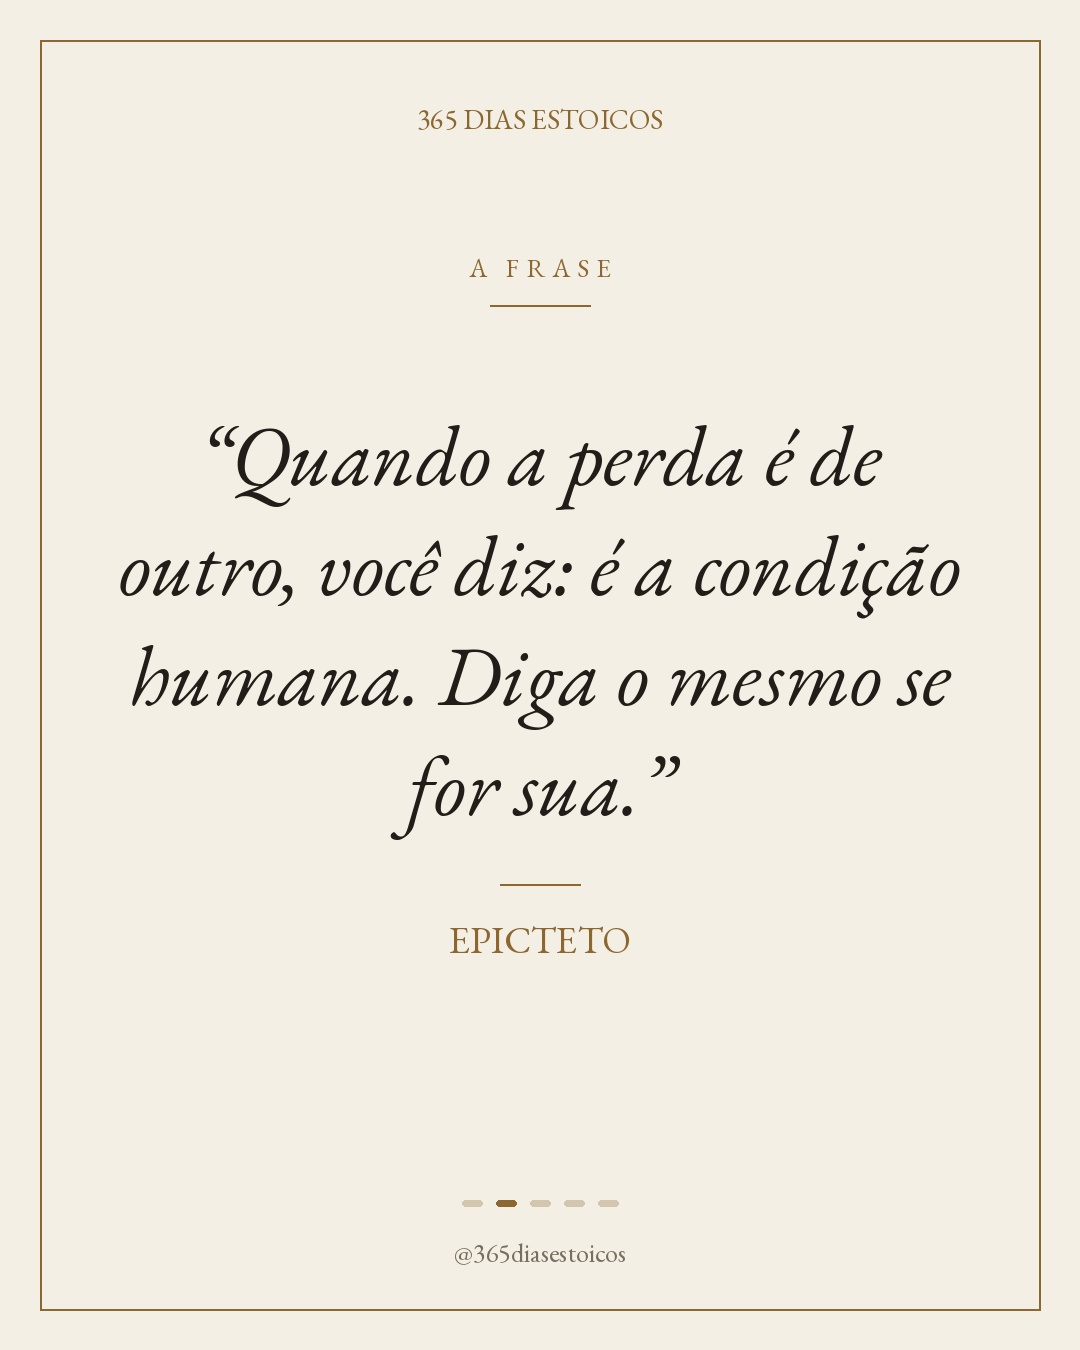 365 DIAS ESTOICOS
A FRASE
“Quando a perda é de
outro, você diz: é a condição
humana. Diga o mesmo se
for sua.”
EPICTETO
@365diasestoicos